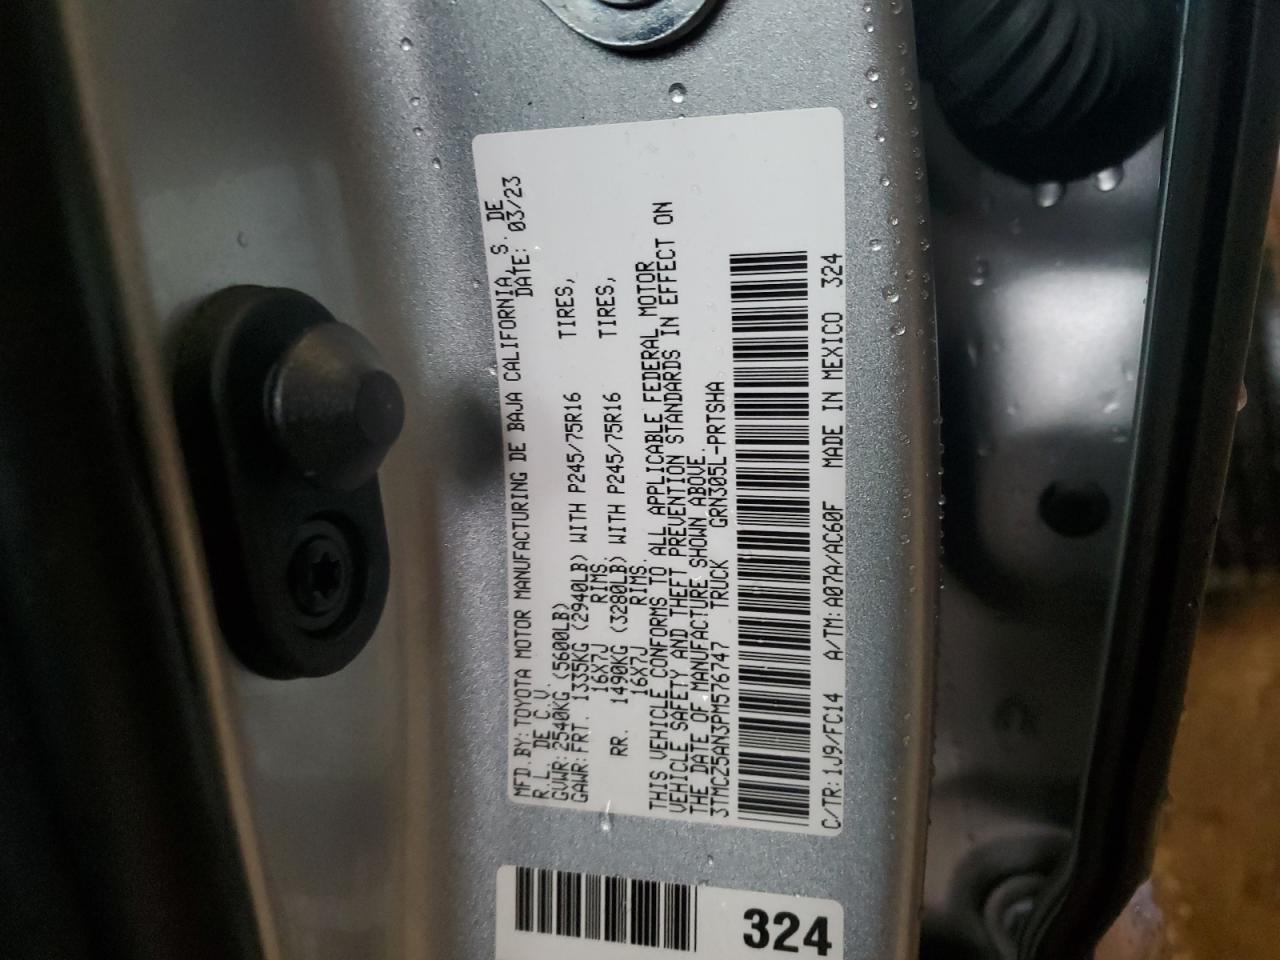 MFD. BY: TOYOTA MOTOR MANUFACTURING DE BAJA CALIFORNIA, S. DE
R. L. DE C. V. DATE: 03/23
GVWR: 2540KG (5600LB)
GAWR: FRT. 1335KG (2940LB) WITH P245/75R16 TIRES,
16X7J RIMS.
RR. 1490KG (3280LB) WITH P245/75R16 TIRES,
16X7J RIMS.
THIS VEHICLE CONFORMS TO ALL APPLICABLE FEDERAL MOTOR
VEHICLE SAFETY AND THEFT PREVENTION STANDARDS IN EFFECT ON
THE DATE OF MANUFACTURE SHOWN ABOVE.
3TMCZ5AN3PM576747 TRUCK GRN305L-PRTSHA
C/TR: 1J9/FC14 A/TM: A07A/AC60F MADE IN MEXICO 324
324